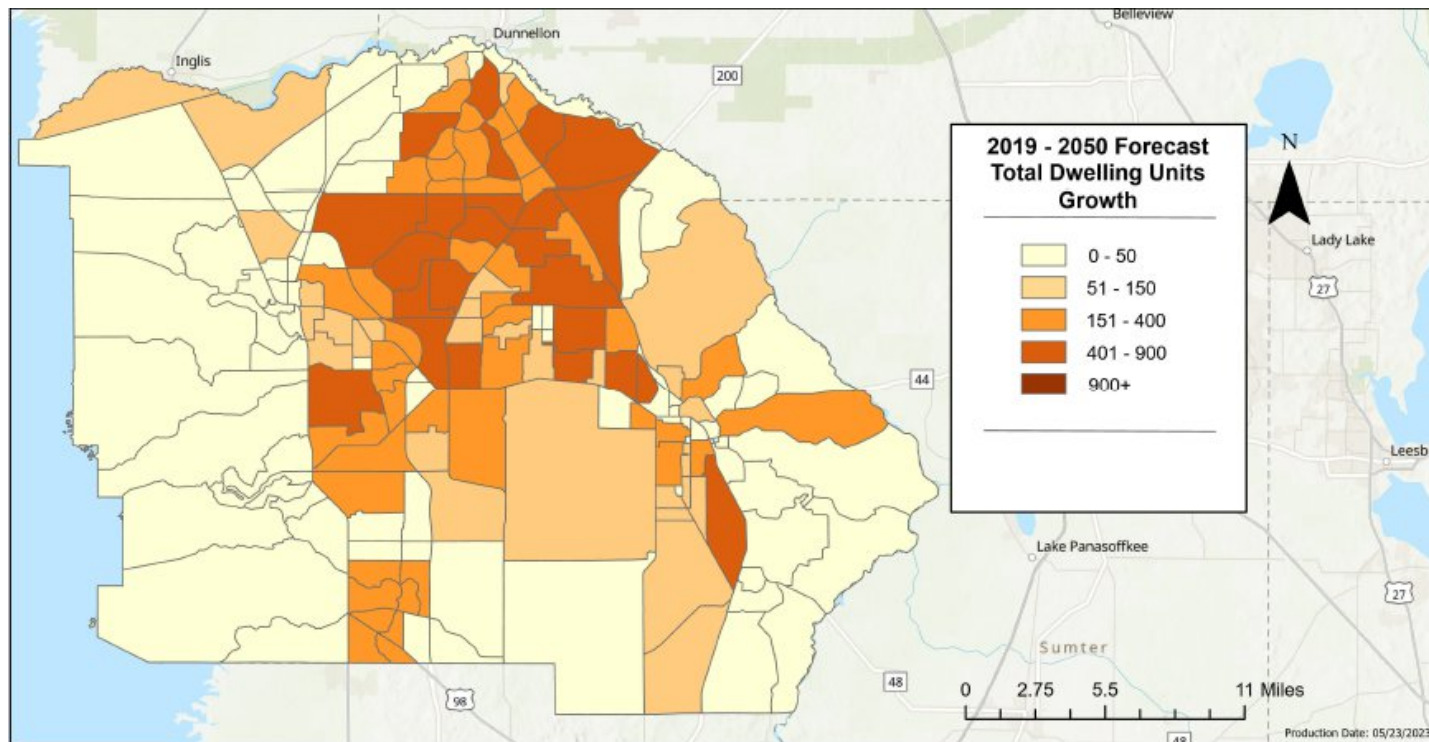 Belleview
Dunnellon
Inglis
200
2019 - 2050 Forecast
Total Dwelling Units
Growth
N
0 - 50
51 - 150
151 - 400
401 - 900
900+
Lady Lake
27
44
Leesb
Lake Panasoffkee
27
Sumter
48
98
0 2.75 5.5 11 Miles
48
Production Date: 05/23/2023